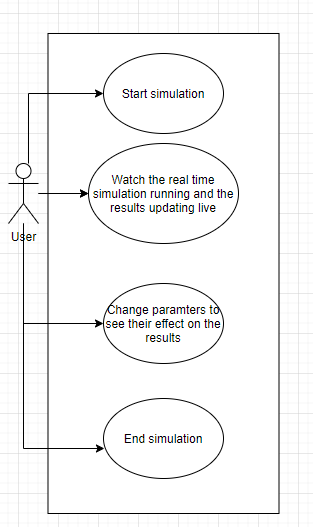 Start simulation
Watch the real time
simulation running and the
results updating live
User
Change paramters to
see their effect on the
results
End simulation